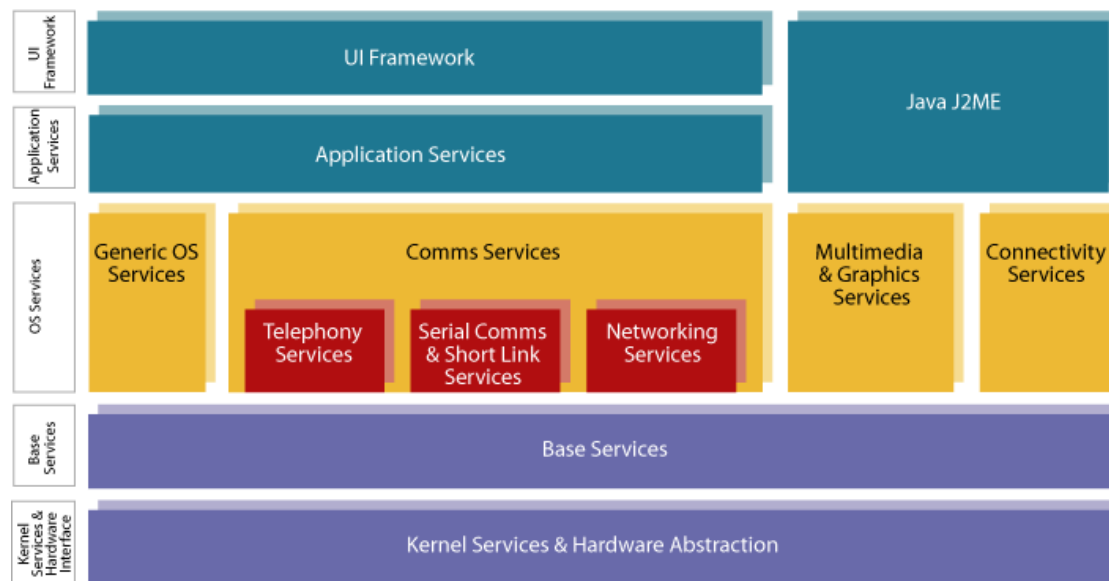 UI
Framework
UI Framework
Java J2ME
Application
Services
Application Services
OS Services
Generic OS
Services
Comms Services
Telephony
Services
Serial Comms
& Short Link
Services
Networking
Services
Multimedia
& Graphics
Services
Connectivity
Services
Base
Services
Base Services
Kernel
Services &
Hardware
Interface
Kernel Services & Hardware Abstraction